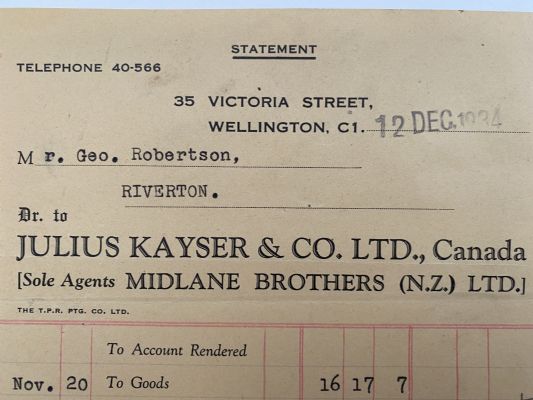 STATEMENT
TELEPHONE 40-566
35 VICTORIA STREET,
WELLINGTON, C1. 12 DEC. 1934
Mr. Geo. Robertson,
RIVERTON.
Dr. to
JULIUS KAYSER & CO. LTD., Canada
[Sole Agents MIDLANE BROTHERS (N.Z.) LTD.]
THE T.P.R. PTG. CO. LTD.
To Account Rendered
Nov. 20 To Goods 16 17 7